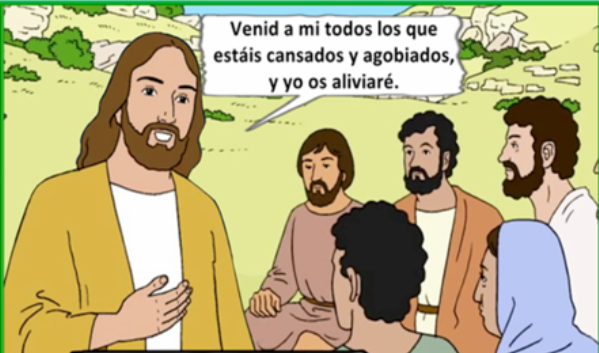 Venid a mi todos los que
estáis cansados y agobiados,
y yo os aliviaré.